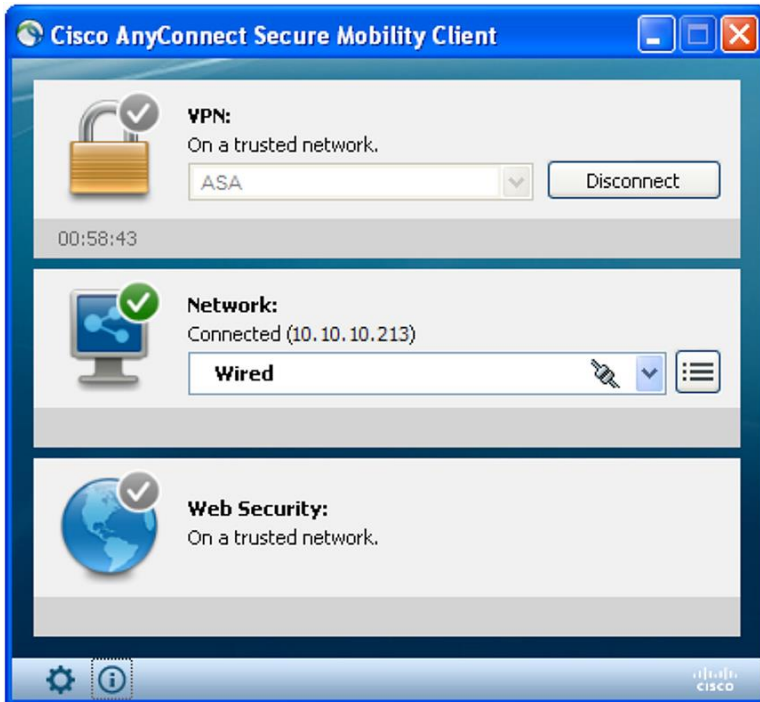 Cisco AnyConnect Secure Mobility Client
VPN:
On a trusted network.
ASA
Disconnect
00:58:43
Network:
Connected (10.10.10.213)
Wired
Web Security:
On a trusted network.
CISCO